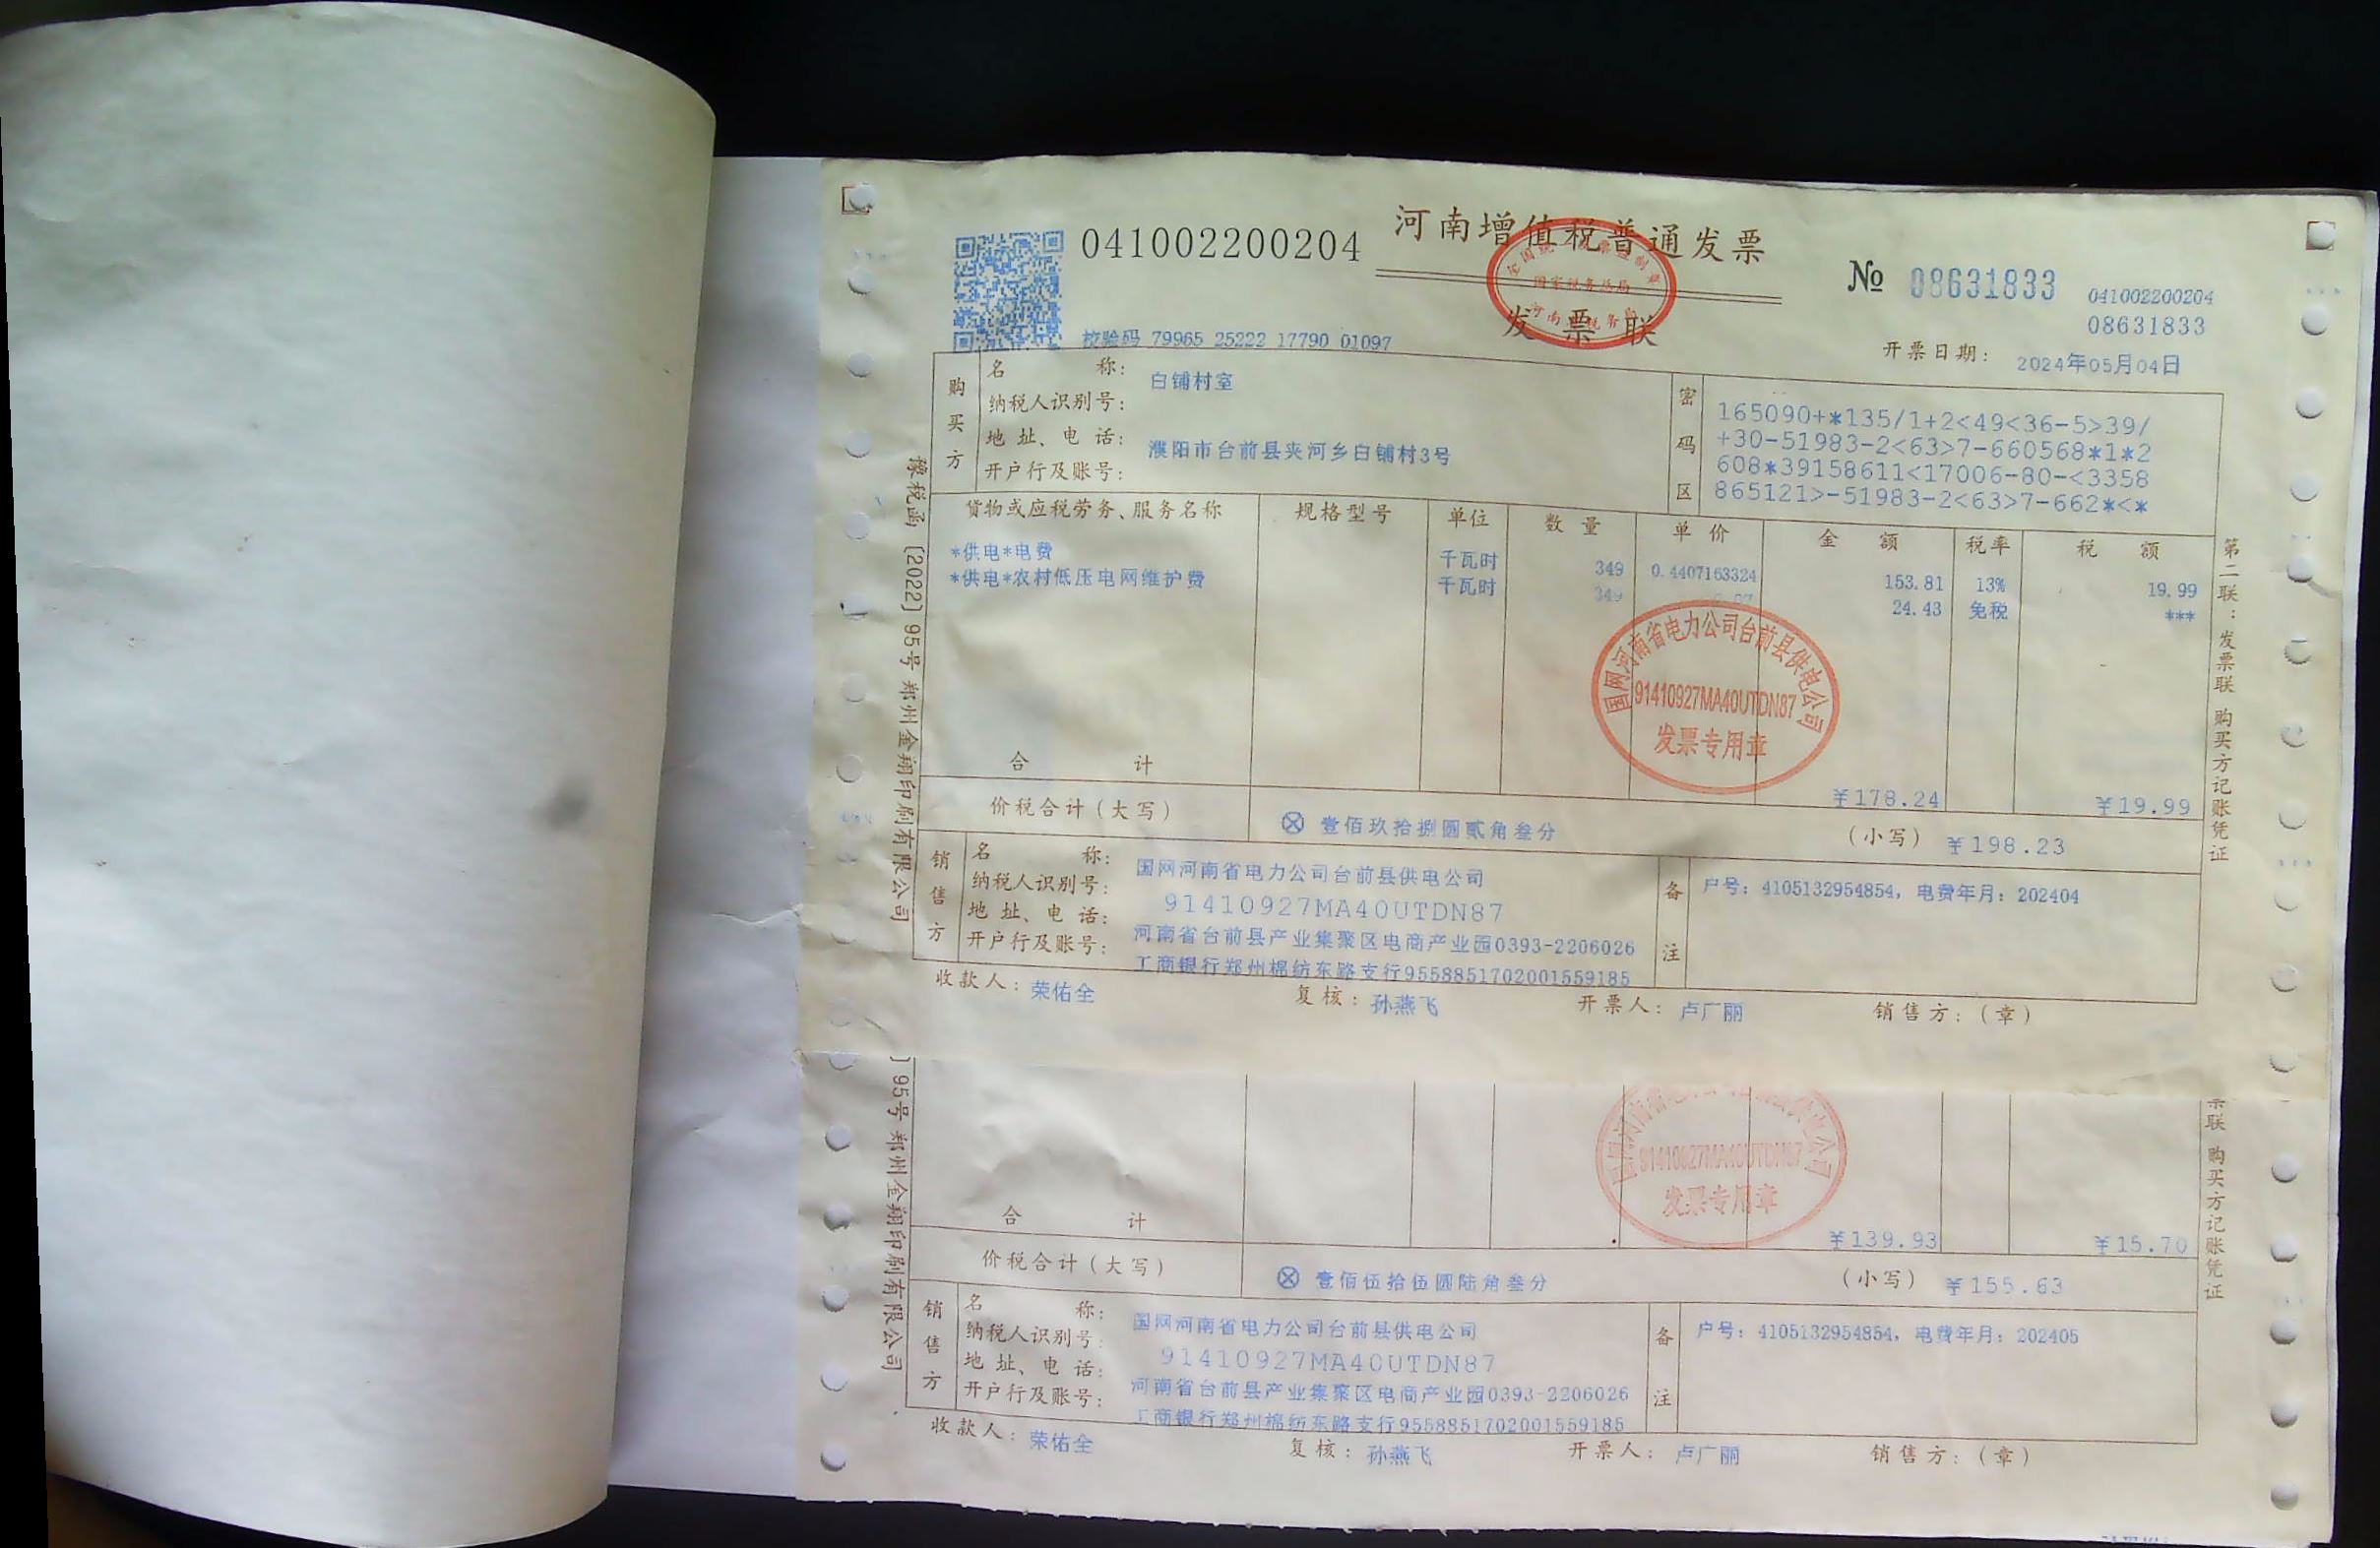 河南增值税普通发票
041002200204
№ 08631833
041002200204
08631833
发票联
校验码 79965 25222 17790 01097
开票日期: 2024年05月04日
购买方
名称: 白铺村室
纳税人识别号:
地址、电话: 濮阳市台前县夹河乡白铺村3号
开户行及账号:
密码区
165090+*135/1+2<49<36-5>39/
+30-51983-2<63>7-660568*1*2
608*39158611<17006-80-<3358
865121>-51983-2<63>7-662*<*
货物或应税劳务、服务名称 规格型号 单位 数量 单价 金额 税率 税额
*供电*电费 千瓦时 349 0.4407163324 153.81 13% 19.99
*供电*农村低压电网维护费 千瓦时 349 24.43 免税 ***
国网河南省电力公司台前县供电公司
91410927MA40UTDN87
发票专用章
合计 ¥178.24 ¥19.99
价税合计(大写) ⊗ 壹佰玖拾捌圆贰角叁分 (小写) ¥198.23
销售方
名称: 国网河南省电力公司台前县供电公司
纳税人识别号: 91410927MA40UTDN87
地址、电话: 河南省台前县产业集聚区电商产业园0393-2206026
开户行及账号: 工商银行郑州棉纺东路支行9558851702001559185
备注
户号: 4105132954854, 电费年月: 202404
收款人: 荣佑全 复核: 孙燕飞 开票人: 卢广丽 销售方: (章)
豫税函〔2022〕95号 郑州金翔印刷有限公司
第二联:发票联 购买方记账凭证
国网河南省电力公司台前县供电公司
91410927MA40UTDN87
发票专用章
合计 ¥139.93 ¥15.70
价税合计(大写) ⊗ 壹佰伍拾伍圆陆角叁分 (小写) ¥155.63
销售方
名称: 国网河南省电力公司台前县供电公司
纳税人识别号: 91410927MA40UTDN87
地址、电话: 河南省台前县产业集聚区电商产业园0393-2206026
开户行及账号: 工商银行郑州棉纺东路支行9558851702001559185
备注
户号: 4105132954854, 电费年月: 202405
收款人: 荣佑全 复核: 孙燕飞 开票人: 卢广丽 销售方: (章)
〕95号 郑州金翔印刷有限公司
票联 购买方记账凭证